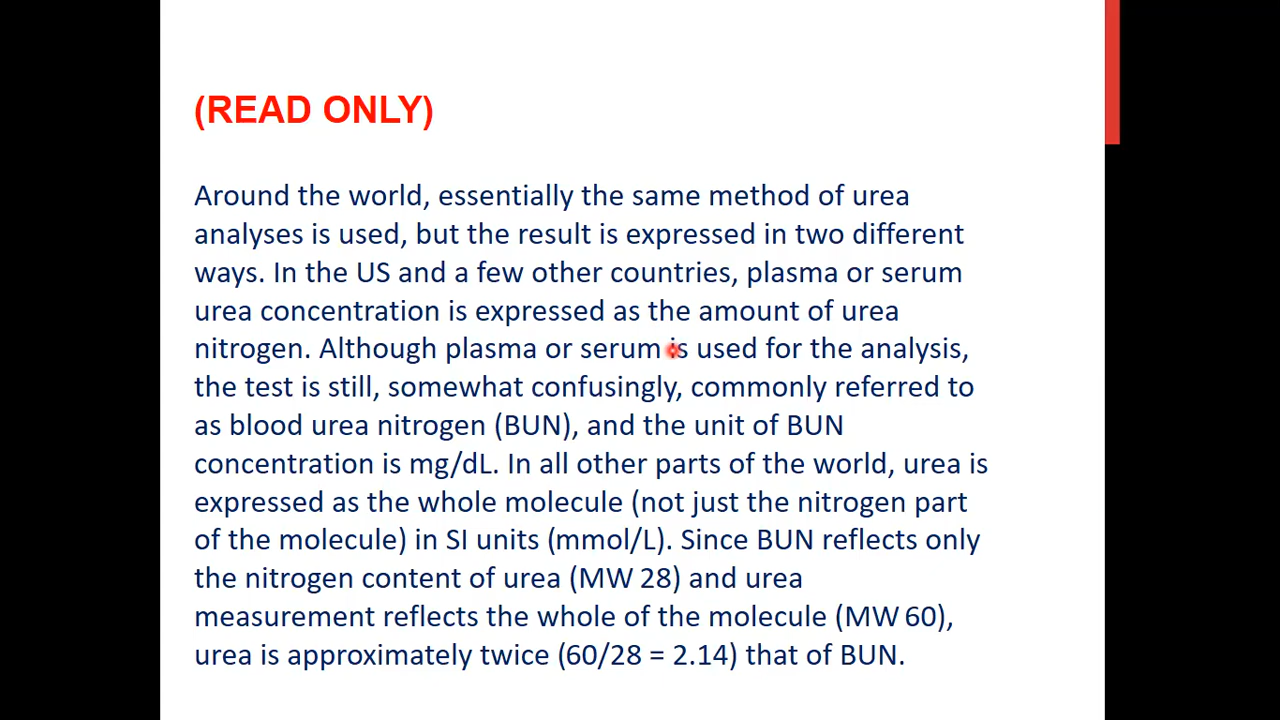 (READ ONLY)
Around the world, essentially the same method of urea
analyses is used, but the result is expressed in two different
ways. In the US and a few other countries, plasma or serum
urea concentration is expressed as the amount of urea
nitrogen. Although plasma or serum is used for the analysis,
the test is still, somewhat confusingly, commonly referred to
as blood urea nitrogen (BUN), and the unit of BUN
concentration is mg/dL. In all other parts of the world, urea is
expressed as the whole molecule (not just the nitrogen part
of the molecule) in SI units (mmol/L). Since BUN reflects only
the nitrogen content of urea (MW 28) and urea
measurement reflects the whole of the molecule (MW 60),
urea is approximately twice (60/28 = 2.14) that of BUN.